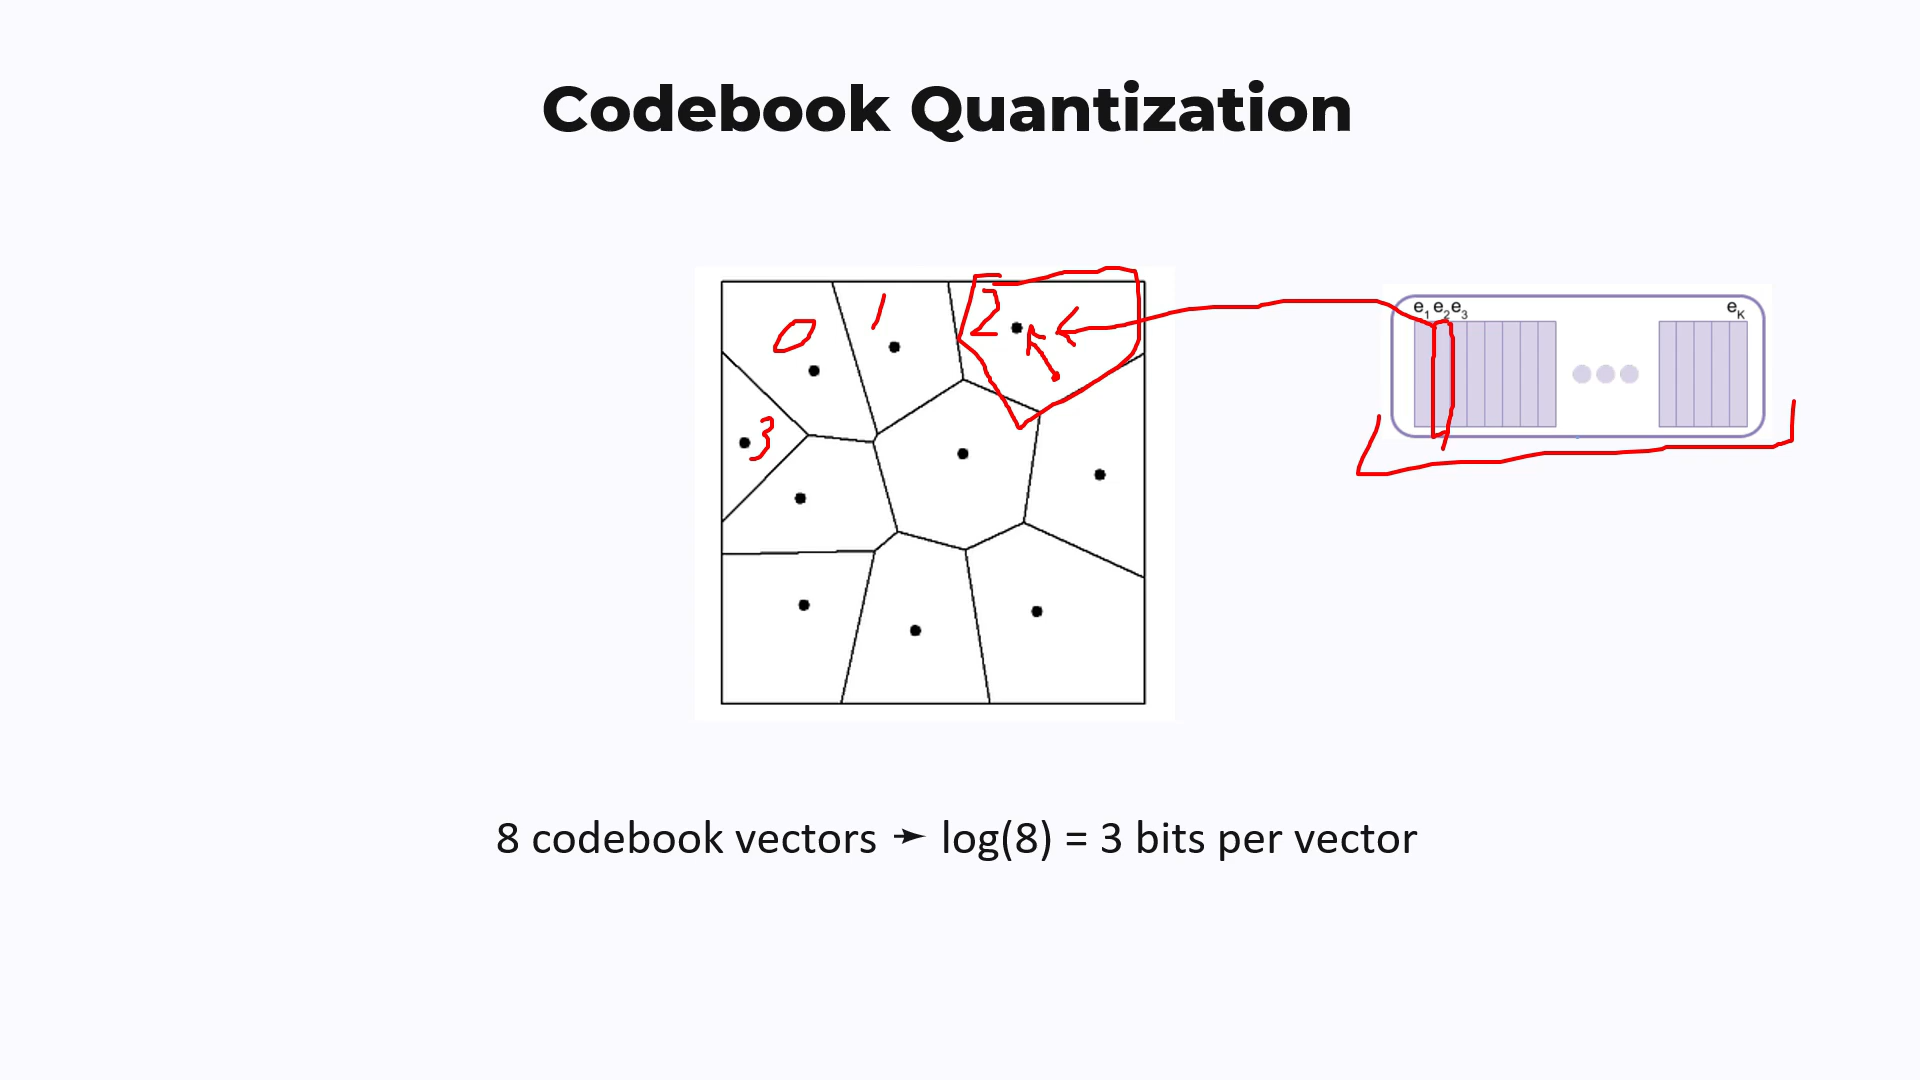 Codebook Quantization
0 1 2
3
e1 e2 e3 eK
8 codebook vectors → log(8) = 3 bits per vector